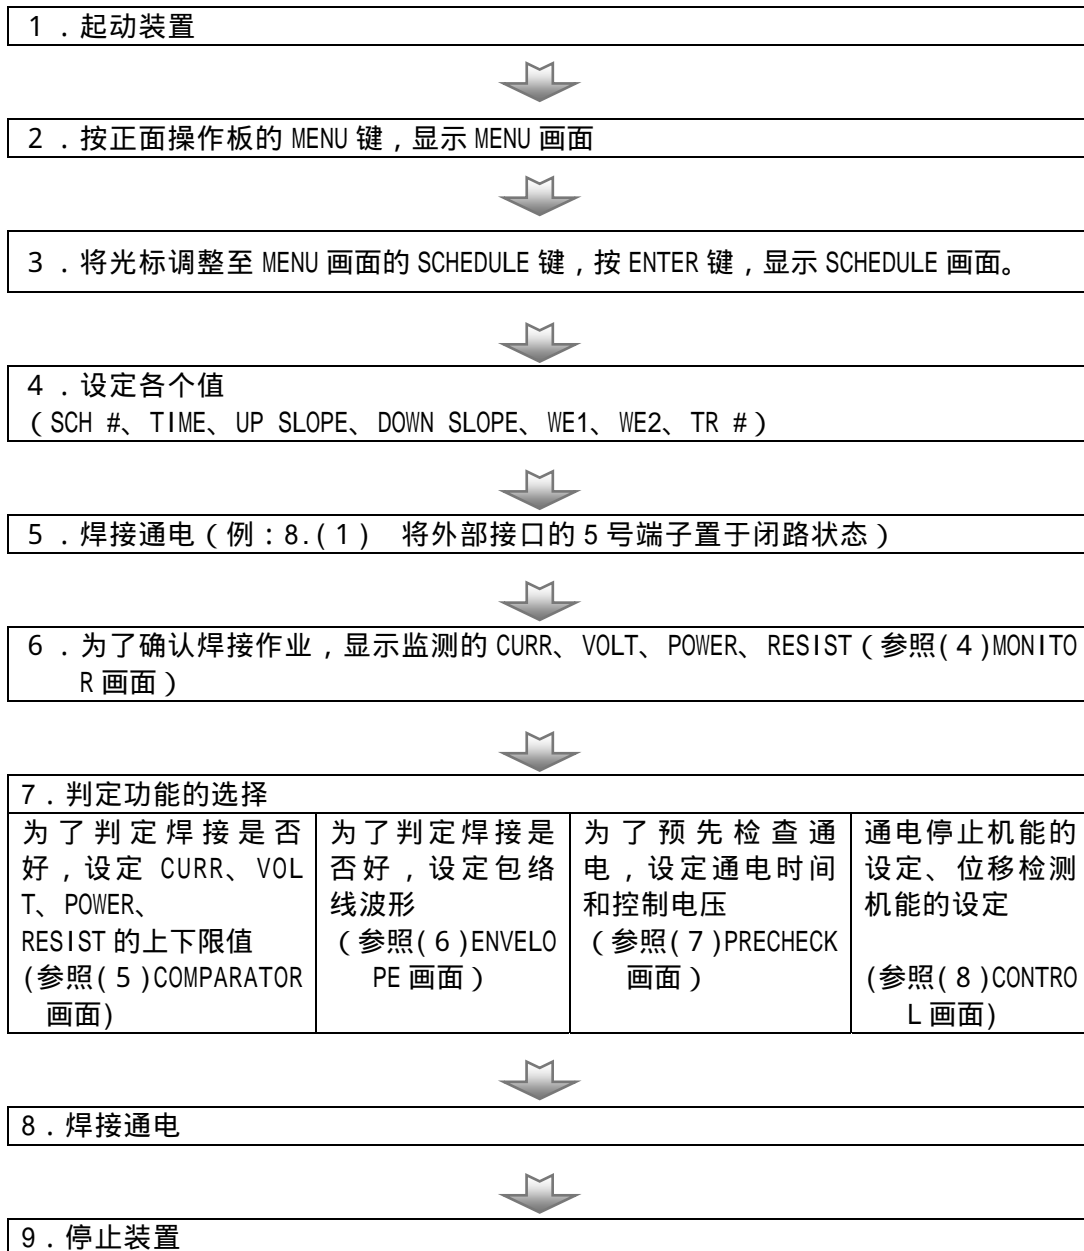 1．起动装置
2．按正面操作板的 MENU 键，显示 MENU 画面
3．将光标调整至 MENU 画面的 SCHEDULE 键，按 ENTER 键，显示 SCHEDULE 画面。
4．设定各个值
（SCH #、TIME、UP SLOPE、DOWN SLOPE、WE1、WE2、TR #）
5．焊接通电（例：8.(1)　将外部接口的5号端子置于闭路状态）
6．为了确认焊接作业，显示监测的 CURR、VOLT、POWER、RESIST（参照(4)MONITO
R 画面）
7．判定功能的选择
为了判定焊接是否
好，设定 CURR、VOL
T、POWER、
RESIST 的上下限值
(参照(5)COMPARATOR
画面)
为了判定焊接是
否好，设定包络
线波形
（参照(6)ENVELO
PE 画面）
为了预先检查通
电，设定通电时间
和控制电压
（参照(7)PRECHECK
画面）
通电停止机能的
设定、位移检测
机能的设定
(参照(8)CONTRO
L 画面)
8．焊接通电
9．停止装置